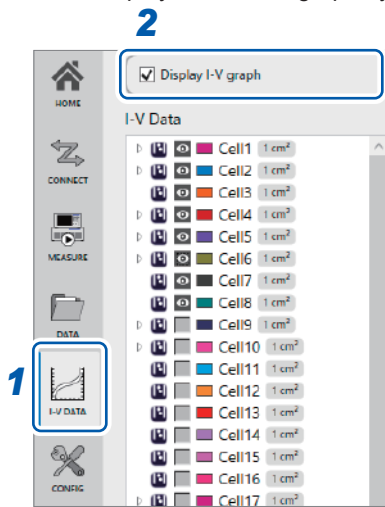 2
Display I-V graph
HOME
I-V Data
Cell1 1 cm²
Cell2 1 cm²
CONNECT
Cell3 1 cm²
Cell4 1 cm²
Cell5 1 cm²
MEASURE
Cell6 1 cm²
Cell7 1 cm²
Cell8 1 cm²
DATA
Cell9 1 cm²
Cell10 1 cm²
1
Cell11 1 cm²
Cell12 1 cm²
I-V DATA
Cell13 1 cm²
Cell14 1 cm²
Cell15 1 cm²
CONFIG
Cell16 1 cm²
Cell17 1 cm²